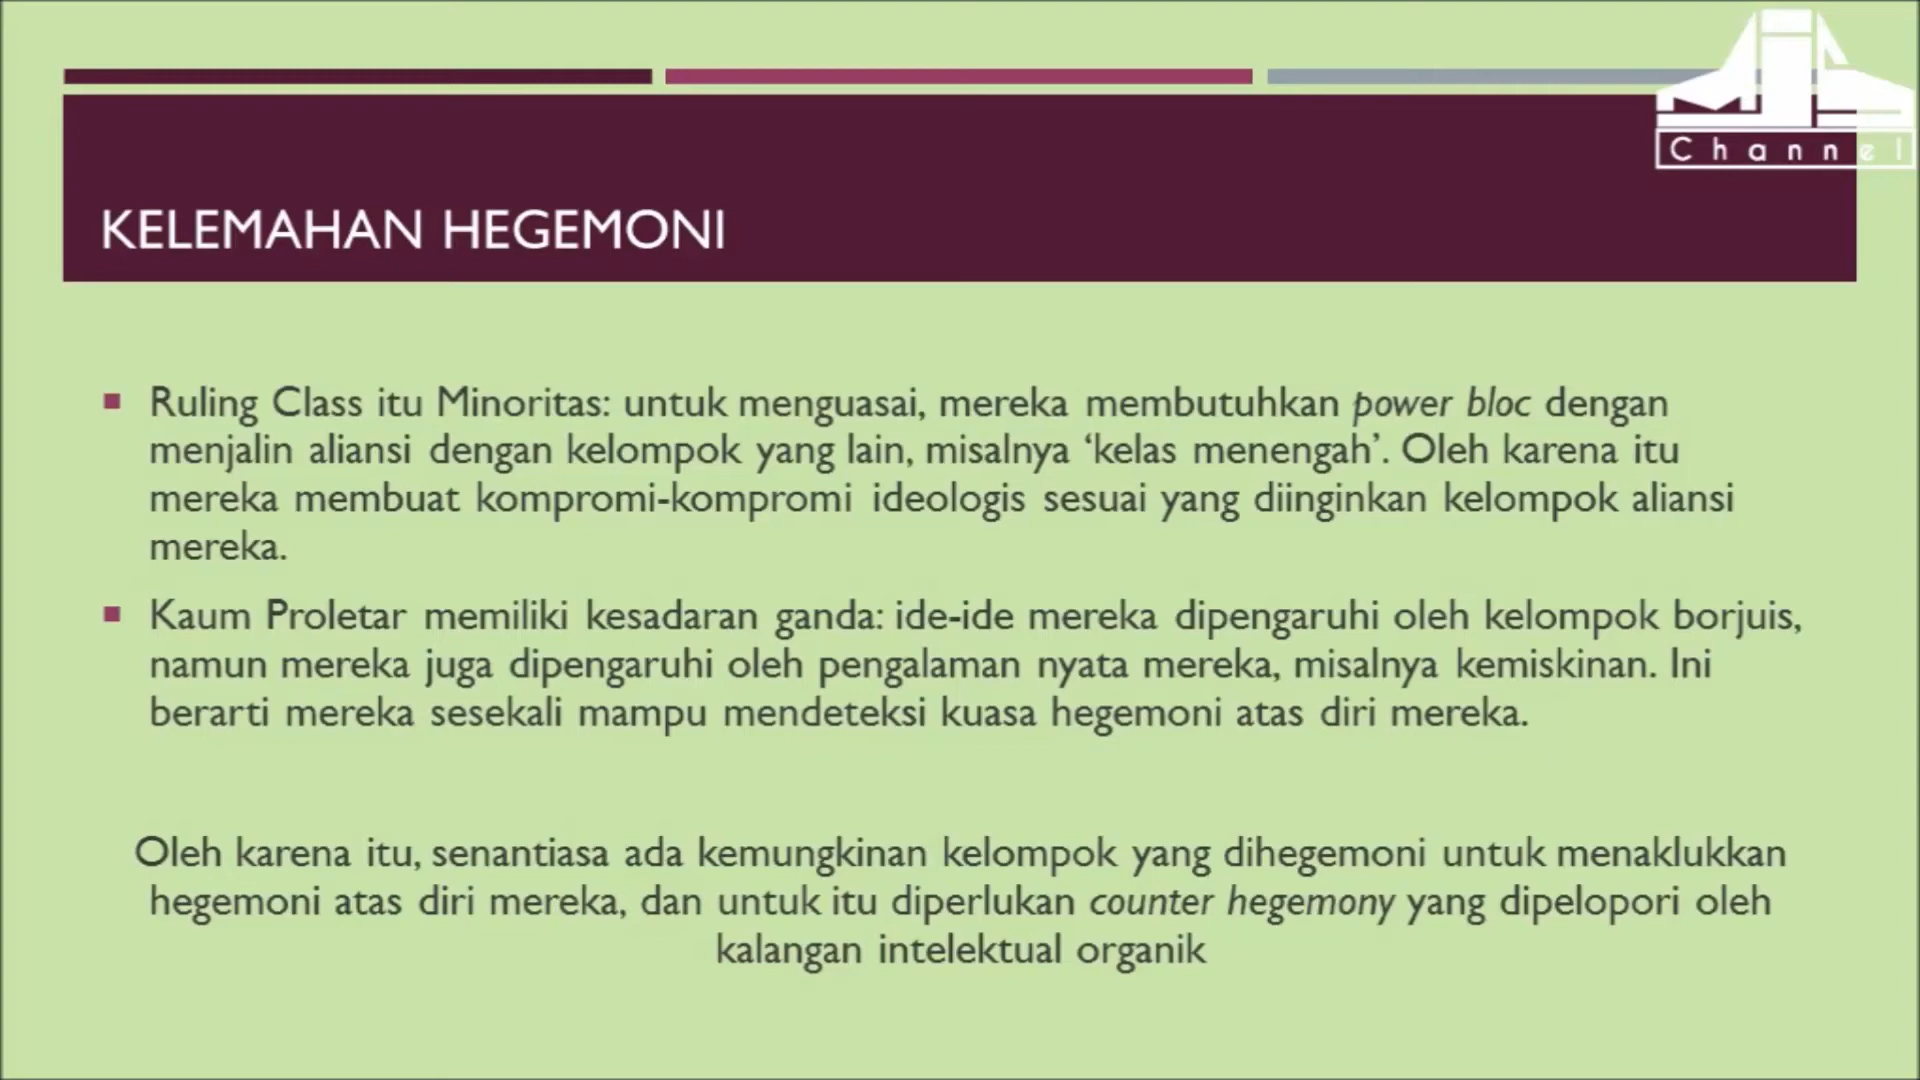 Channel
KELEMAHAN HEGEMONI
▪ Ruling Class itu Minoritas: untuk menguasai, mereka membutuhkan power bloc dengan
menjalin aliansi dengan kelompok yang lain, misalnya ‘kelas menengah’. Oleh karena itu
mereka membuat kompromi-kompromi ideologis sesuai yang diinginkan kelompok aliansi
mereka.
▪ Kaum Proletar memiliki kesadaran ganda: ide-ide mereka dipengaruhi oleh kelompok borjuis,
namun mereka juga dipengaruhi oleh pengalaman nyata mereka, misalnya kemiskinan. Ini
berarti mereka sesekali mampu mendeteksi kuasa hegemoni atas diri mereka.
Oleh karena itu, senantiasa ada kemungkinan kelompok yang dihegemoni untuk menaklukkan
hegemoni atas diri mereka, dan untuk itu diperlukan counter hegemony yang dipelopori oleh
kalangan intelektual organik